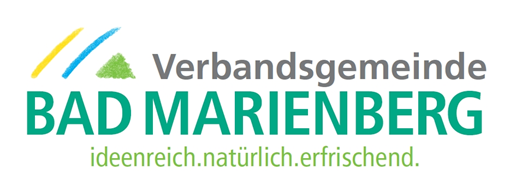 Verbandsgemeinde
BAD MARIENBERG
ideenreich.natürlich.erfrischend.